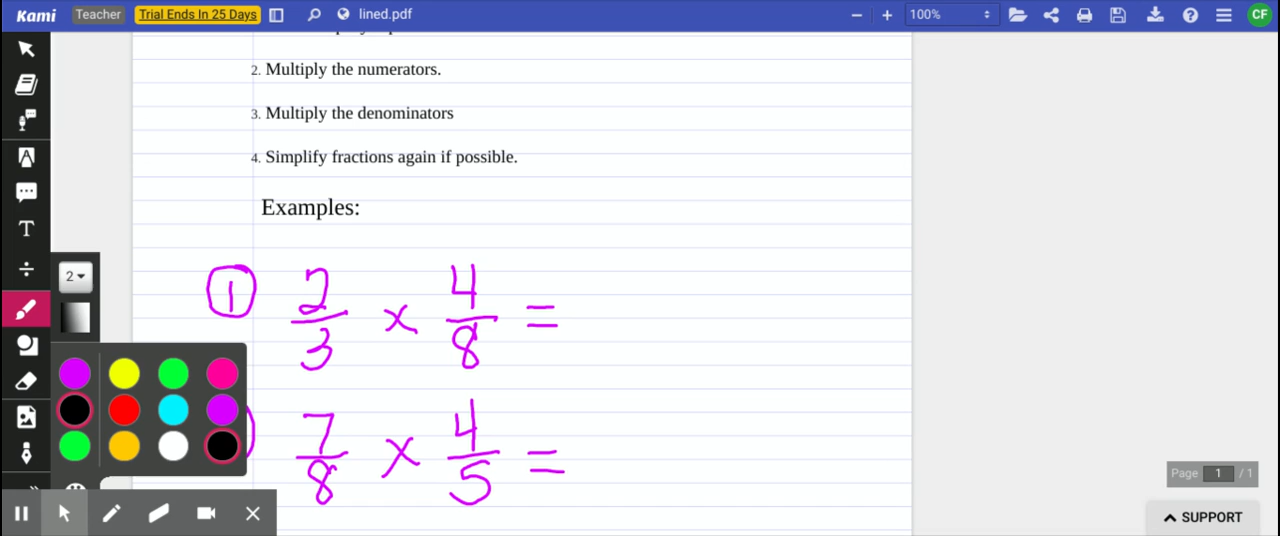 Kami Teacher Trial Ends In 25 Days lined.pdf 100% CF
2. Multiply the numerators.
3. Multiply the denominators
4. Simplify fractions again if possible.
Examples:
1 2/3 x 4/8 =
7/8 x 4/5 =
2
T
Page 1 / 1
SUPPORT